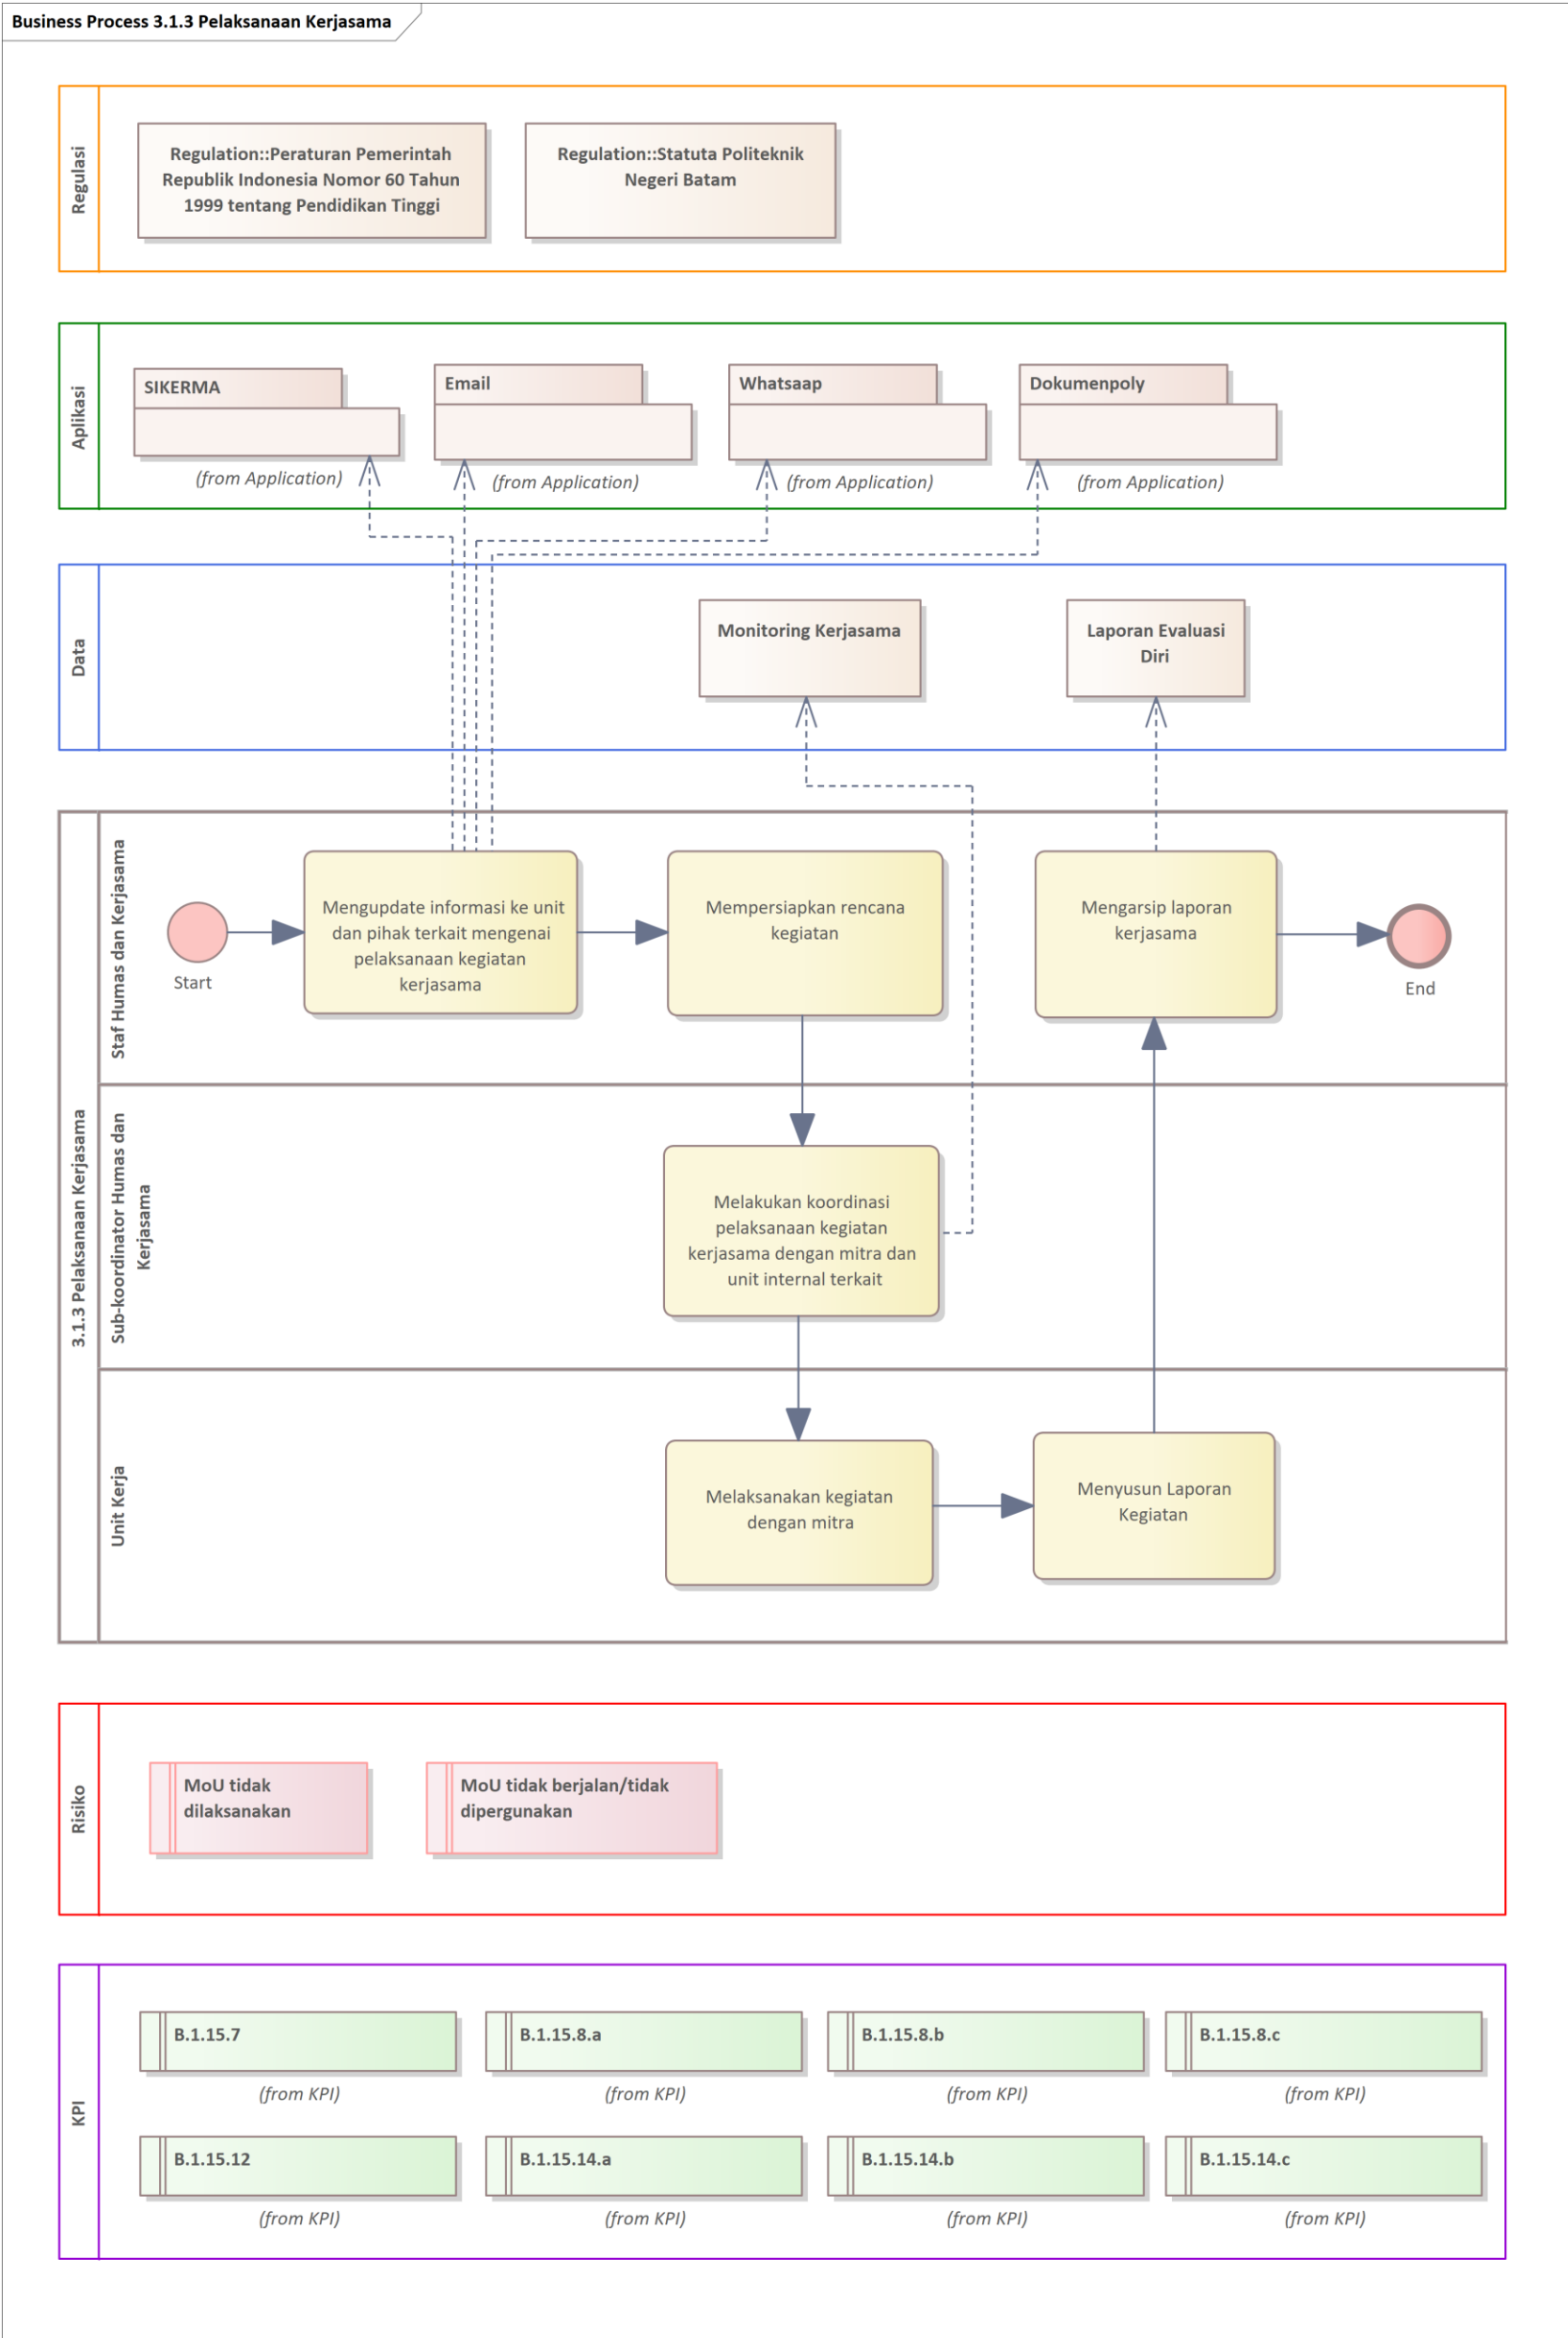 Business Process 3.1.3 Pelaksanaan Kerjasama
Regulasi
Regulation::Peraturan Pemerintah
Republik Indonesia Nomor 60 Tahun
1999 tentang Pendidikan Tinggi
Regulation::Statuta Politeknik
Negeri Batam
Aplikasi
SIKERMA
(from Application)
Email
(from Application)
Whatsaap
(from Application)
Dokumenpoly
(from Application)
Data
Monitoring Kerjasama
Laporan Evaluasi
Diri
3.1.3 Pelaksanaan Kerjasama
Staf Humas dan Kerjasama
Start
Mengupdate informasi ke unit
dan pihak terkait mengenai
pelaksanaan kegiatan
kerjasama
Mempersiapkan rencana
kegiatan
Mengarsip laporan
kerjasama
End
Sub-koordinator Humas dan
Kerjasama
Melakukan koordinasi
pelaksanaan kegiatan
kerjasama dengan mitra dan
unit internal terkait
Unit Kerja
Melaksanakan kegiatan
dengan mitra
Menyusun Laporan
Kegiatan
Risiko
MoU tidak
dilaksanakan
MoU tidak berjalan/tidak
dipergunakan
KPI
B.1.15.7
(from KPI)
B.1.15.8.a
(from KPI)
B.1.15.8.b
(from KPI)
B.1.15.8.c
(from KPI)
B.1.15.12
(from KPI)
B.1.15.14.a
(from KPI)
B.1.15.14.b
(from KPI)
B.1.15.14.c
(from KPI)